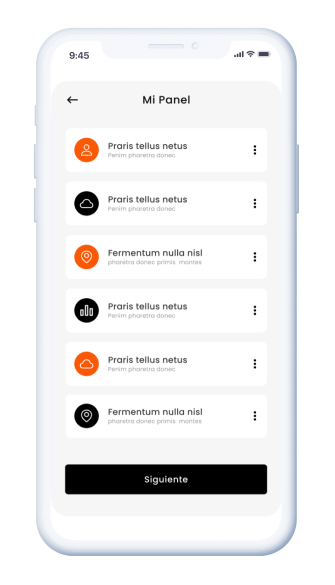 9:45
Mi Panel
Praris tellus netus
Penim pharetra donec
Praris tellus netus
Penim pharetra donec
Fermentum nulla nisl
pharetra donec primis montes
Praris tellus netus
Penim pharetra donec
Praris tellus netus
Penim pharetra donec
Fermentum nulla nisl
pharetra donec primis montes
Siguiente